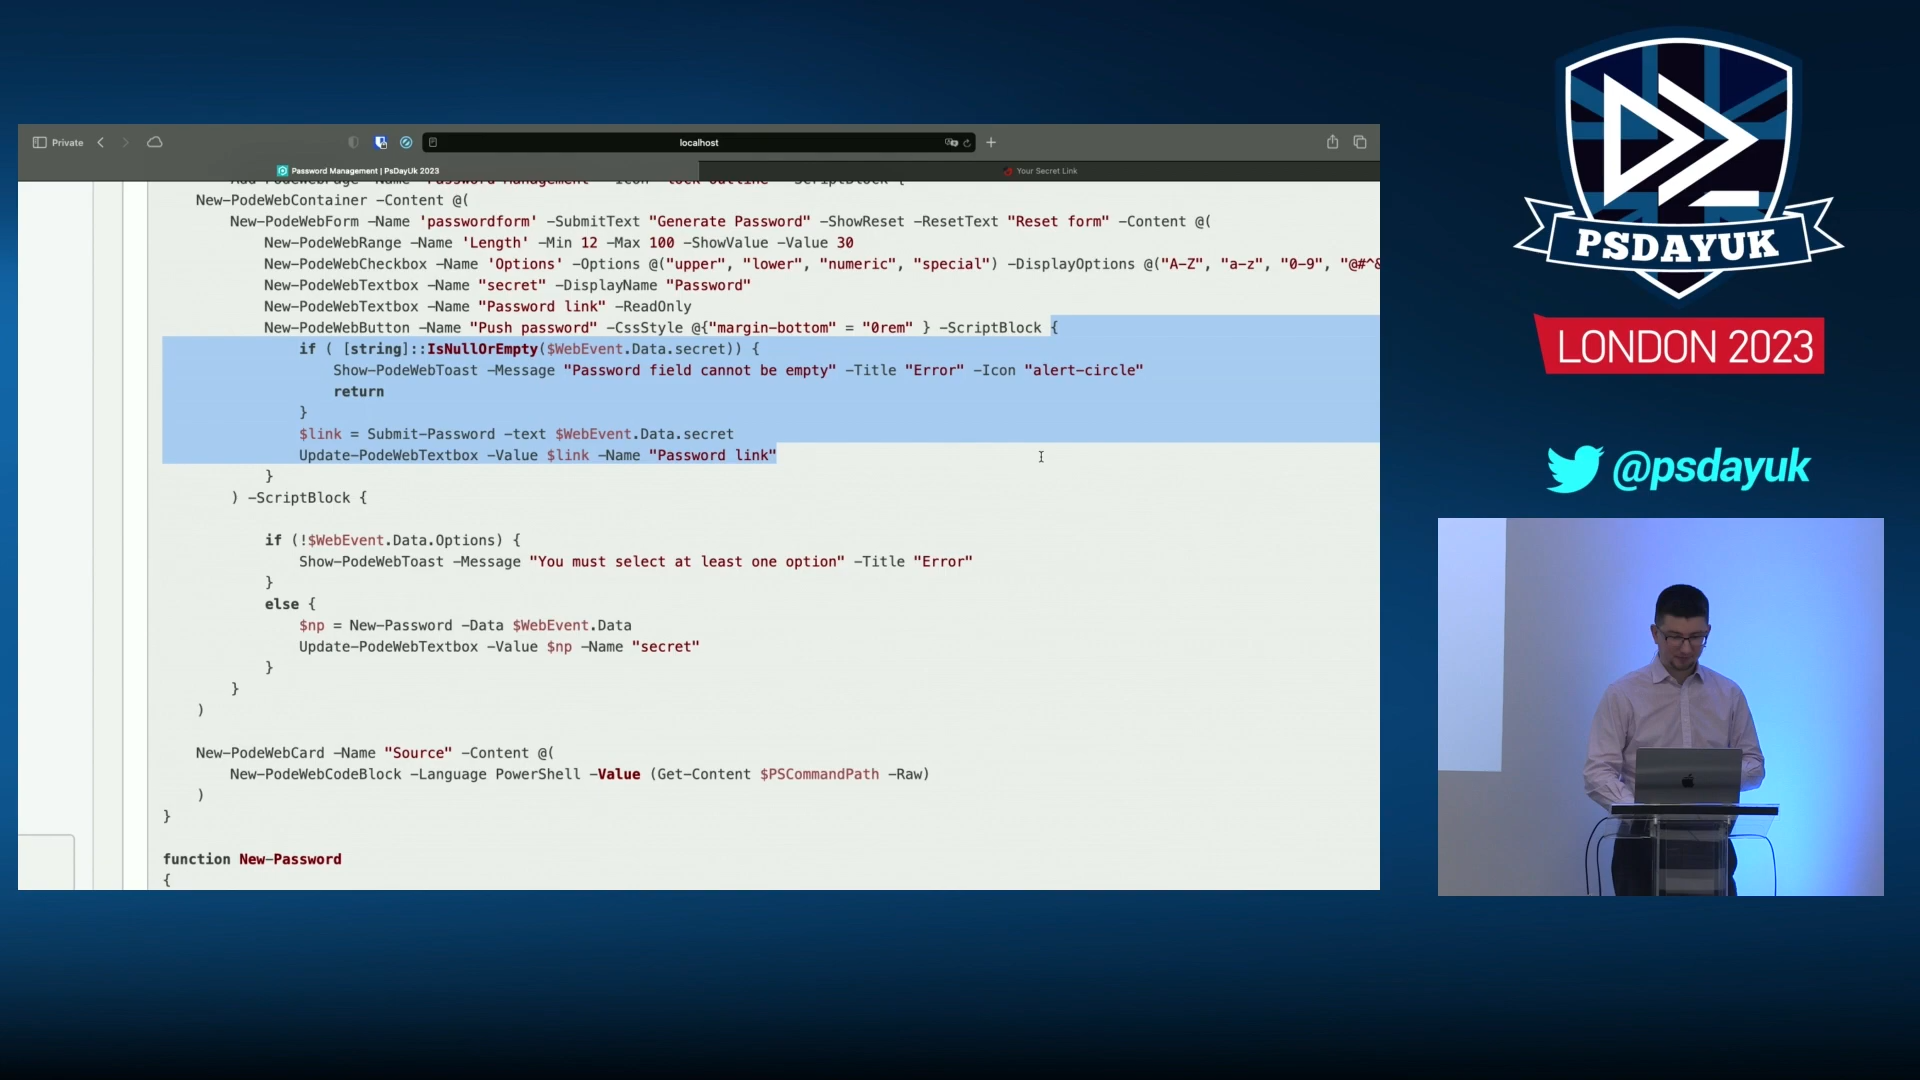 Private
localhost
Password Management | PsDayUk 2023
Your Secret Link
New-PodeWebContainer -Content @(
New-PodeWebForm -Name 'passwordform' -SubmitText "Generate Password" -ShowReset -ResetText "Reset form" -Content @(
New-PodeWebRange -Name 'Length' -Min 12 -Max 100 -ShowValue -Value 30
New-PodeWebCheckbox -Name 'Options' -Options @("upper", "lower", "numeric", "special") -DisplayOptions @("A-Z", "a-z", "0-9", "@#^&
New-PodeWebTextbox -Name "secret" -DisplayName "Password"
New-PodeWebTextbox -Name "Password link" -ReadOnly
New-PodeWebButton -Name "Push password" -CssStyle @{"margin-bottom" = "0rem" } -ScriptBlock {
if ( [string]::IsNullOrEmpty($WebEvent.Data.secret)) {
Show-PodeWebToast -Message "Password field cannot be empty" -Title "Error" -Icon "alert-circle"
return
}
$link = Submit-Password -text $WebEvent.Data.secret
Update-PodeWebTextbox -Value $link -Name "Password link"
}
) -ScriptBlock {
if (!$WebEvent.Data.Options) {
Show-PodeWebToast -Message "You must select at least one option" -Title "Error"
}
else {
$np = New-Password -Data $WebEvent.Data
Update-PodeWebTextbox -Value $np -Name "secret"
}
}
)
New-PodeWebCard -Name "Source" -Content @(
New-PodeWebCodeBlock -Language PowerShell -Value (Get-Content $PSCommandPath -Raw)
)
}
function New-Password
{
PSDAYUK
LONDON 2023
@psdayuk